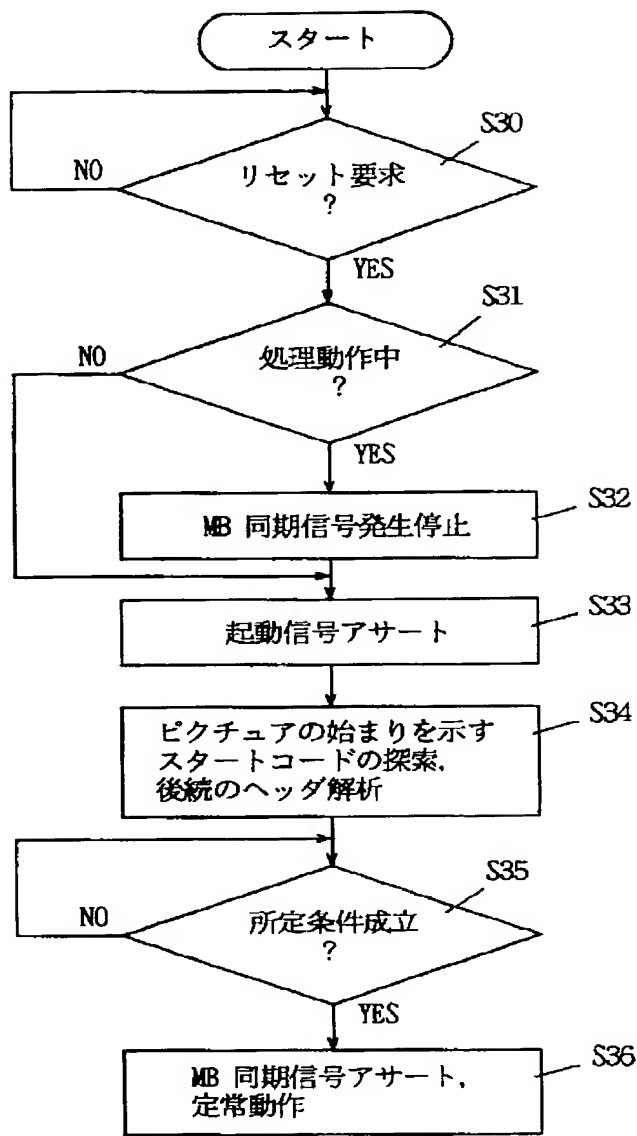 スタート
S30
NO
リセット要求
?
YES
S31
NO
処理動作中
?
YES
S32
MB 同期信号発生停止
S33
起動信号アサート
S34
ピクチュアの始まりを示す
スタートコードの探索,
後続のヘッダ解析
S35
NO
所定条件成立
?
YES
S36
MB 同期信号アサート,
定常動作